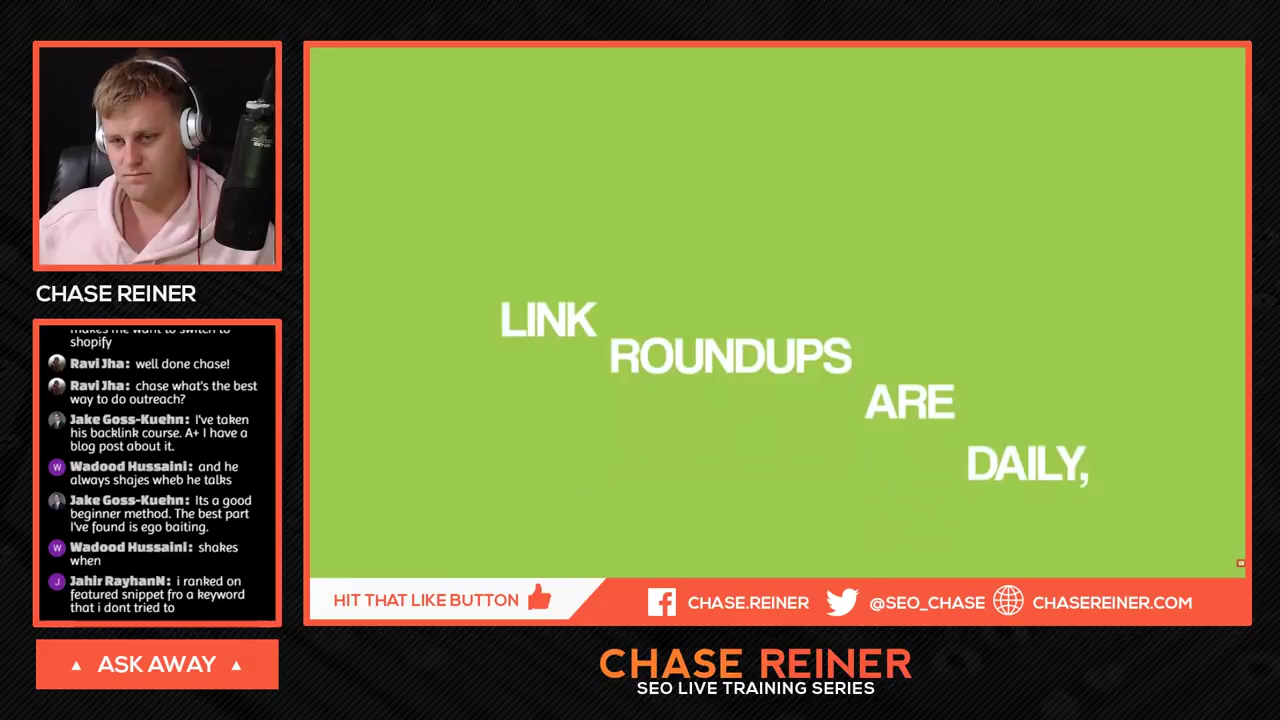 CHASE REINER
makes me want to switch to
shopify
Ravi Jha: well done chase!
Ravi Jha: chase what's the best
way to do outreach?
Jake Goss-Kuehn: I've taken
his backlink course. A+ I have a
blog post about it.
W
Wadood Hussaini: and he
always shajes wheb he talks
Jake Goss-Kuehn: Its a good
beginner method. The best part
I've found is ego baiting.
W
Wadood Hussaini: shakes
when
J
Jahir RayhanN: i ranked on
featured snippet fro a keyword
that i dont tried to
▲ ASK AWAY ▲
LINK
ROUNDUPS
ARE
DAILY,
HIT THAT LIKE BUTTON
CHASE.REINER
@SEO_CHASE
CHASEREINER.COM
CHASE REINER
SEO LIVE TRAINING SERIES